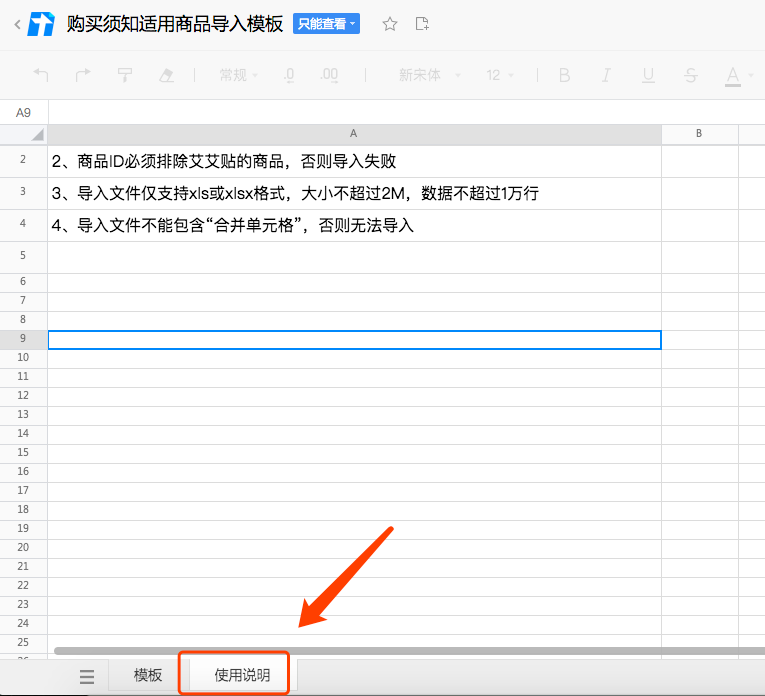 购买须知适用商品导入模板 只能查看
常规 .0 .00 新宋体 12 B I U S A
A9
A B
2 2、商品ID必须排除艾艾贴的商品，否则导入失败
3 3、导入文件仅支持xls或xlsx格式，大小不超过2M，数据不超过1万行
4 4、导入文件不能包含“合并单元格”，否则无法导入
5
6
7
8
9
10
11
12
13
14
15
16
17
18
19
20
21
22
23
24
25
模板 使用说明